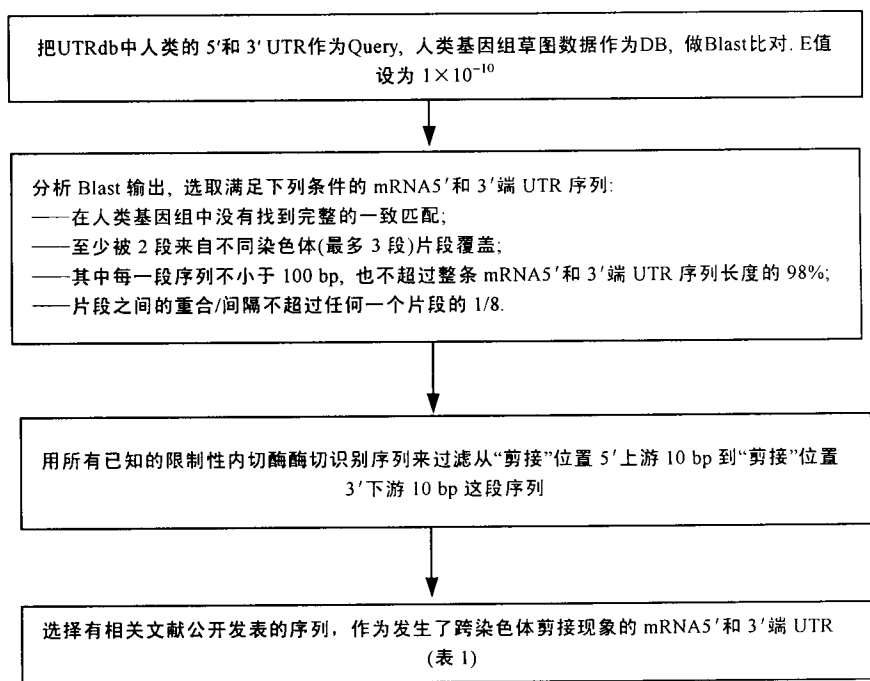 把UTRdb中人类的 5′和 3′ UTR作为Query, 人类基因组草图数据作为DB, 做Blast比对. E值
设为 1×10⁻¹⁰
分析 Blast 输出, 选取满足下列条件的 mRNA5′和 3′端 UTR 序列:
——在人类基因组中没有找到完整的一致匹配;
——至少被 2 段来自不同染色体(最多 3 段)片段覆盖;
——其中每一段序列不小于 100 bp, 也不超过整条 mRNA5′和 3′端 UTR 序列长度的 98%;
——片段之间的重合/间隔不超过任何一个片段的 1/8.
用所有已知的限制性内切酶酶切识别序列来过滤从“剪接”位置 5′上游 10 bp 到“剪接”位置
3′下游 10 bp 这段序列
选择有相关文献公开发表的序列, 作为发生了跨染色体剪接现象的 mRNA5′和 3′端 UTR
(表 1)